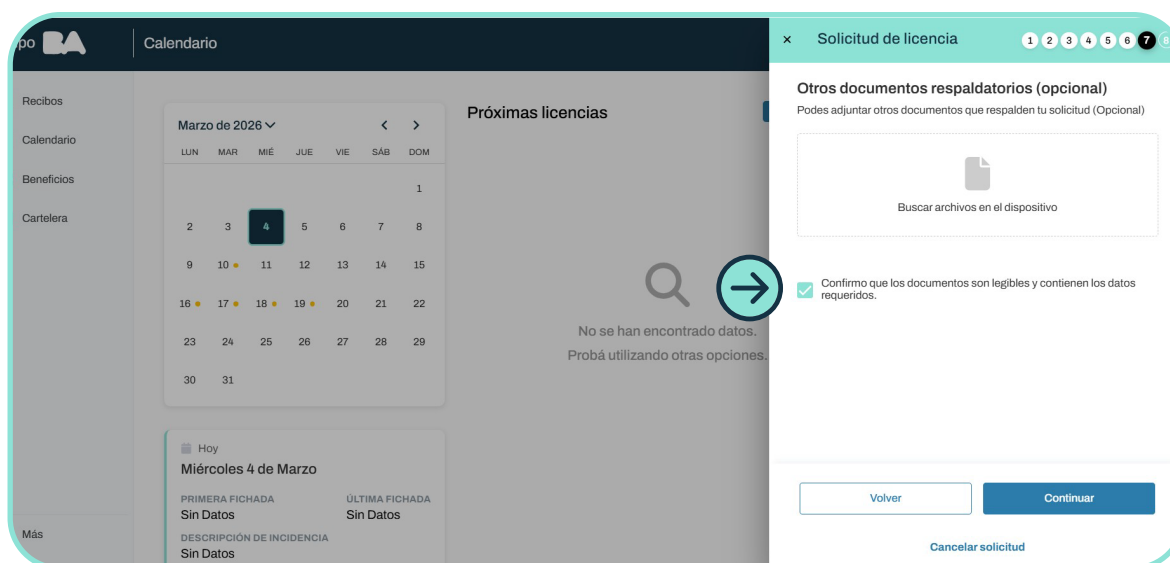 po BA
Calendario
Recibos
Calendario
Beneficios
Cartelera
Más
Marzo de 2026
LUN MAR MIÉ JUE VIE SÁB DOM
1
2 3 4 5 6 7 8
9 10 11 12 13 14 15
16 17 18 19 20 21 22
23 24 25 26 27 28 29
30 31
Hoy
Miércoles 4 de Marzo
PRIMERA FICHADA ÚLTIMA FICHADA
Sin Datos Sin Datos
DESCRIPCIÓN DE INCIDENCIA
Sin Datos
Próximas licencias
No se han encontrado datos.
Probá utilizando otras opciones.
× Solicitud de licencia 1 2 3 4 5 6 7 8
Otros documentos respaldatorios (opcional)
Podes adjuntar otros documentos que respalden tu solicitud (Opcional)
Buscar archivos en el dispositivo
Confirmo que los documentos son legibles y contienen los datos
requeridos.
Volver Continuar
Cancelar solicitud